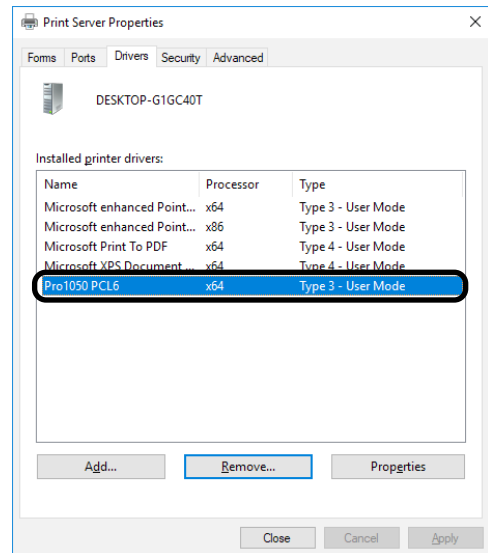 Print Server Properties
Forms Ports Drivers Security Advanced
DESKTOP-G1GC40T
Installed printer drivers:
Name Processor Type
Microsoft enhanced Point... x64 Type 3 - User Mode
Microsoft enhanced Point... x86 Type 3 - User Mode
Microsoft Print To PDF x64 Type 4 - User Mode
Microsoft XPS Document ... x64 Type 4 - User Mode
Pro1050 PCL6 x64 Type 3 - User Mode
Add... Remove... Properties
Close Cancel Apply